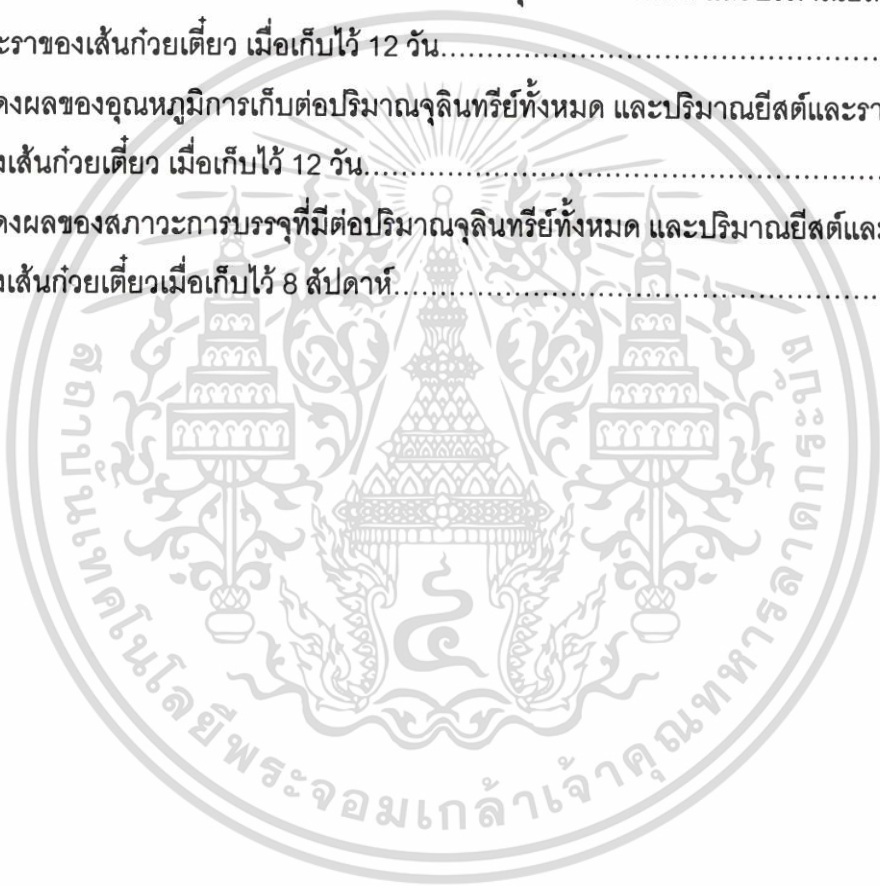 ะราของเส้นก๋วยเตี๋ยว เมื่อเก็บไว้ 12 วัน
ดงผลของอุณหภูมิการเก็บต่อปริมาณจุลินทรีย์ทั้งหมด และปริมาณยีสต์และรา
งเส้นก๋วยเตี๋ยว เมื่อเก็บไว้ 12 วัน
ดงผลของสภาวะการบรรจุที่มีต่อปริมาณจุลินทรีย์ทั้งหมด และปริมาณยีสต์และ
งเส้นก๋วยเตี๋ยวเมื่อเก็บไว้ 8 สัปดาห์
สถาบันเทคโนโลยีพระจอมเกล้าเจ้าคุณทหารลาดกระบัง